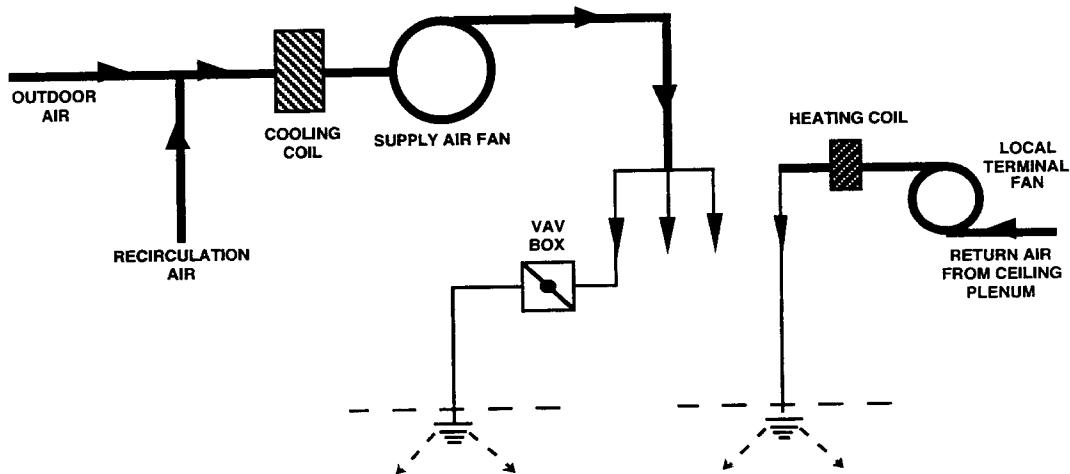 OUTDOOR
AIR
RECIRCULATION
AIR
COOLING
COIL
SUPPLY AIR FAN
VAV
BOX
HEATING COIL
LOCAL
TERMINAL
FAN
RETURN AIR
FROM CEILING
PLENUM